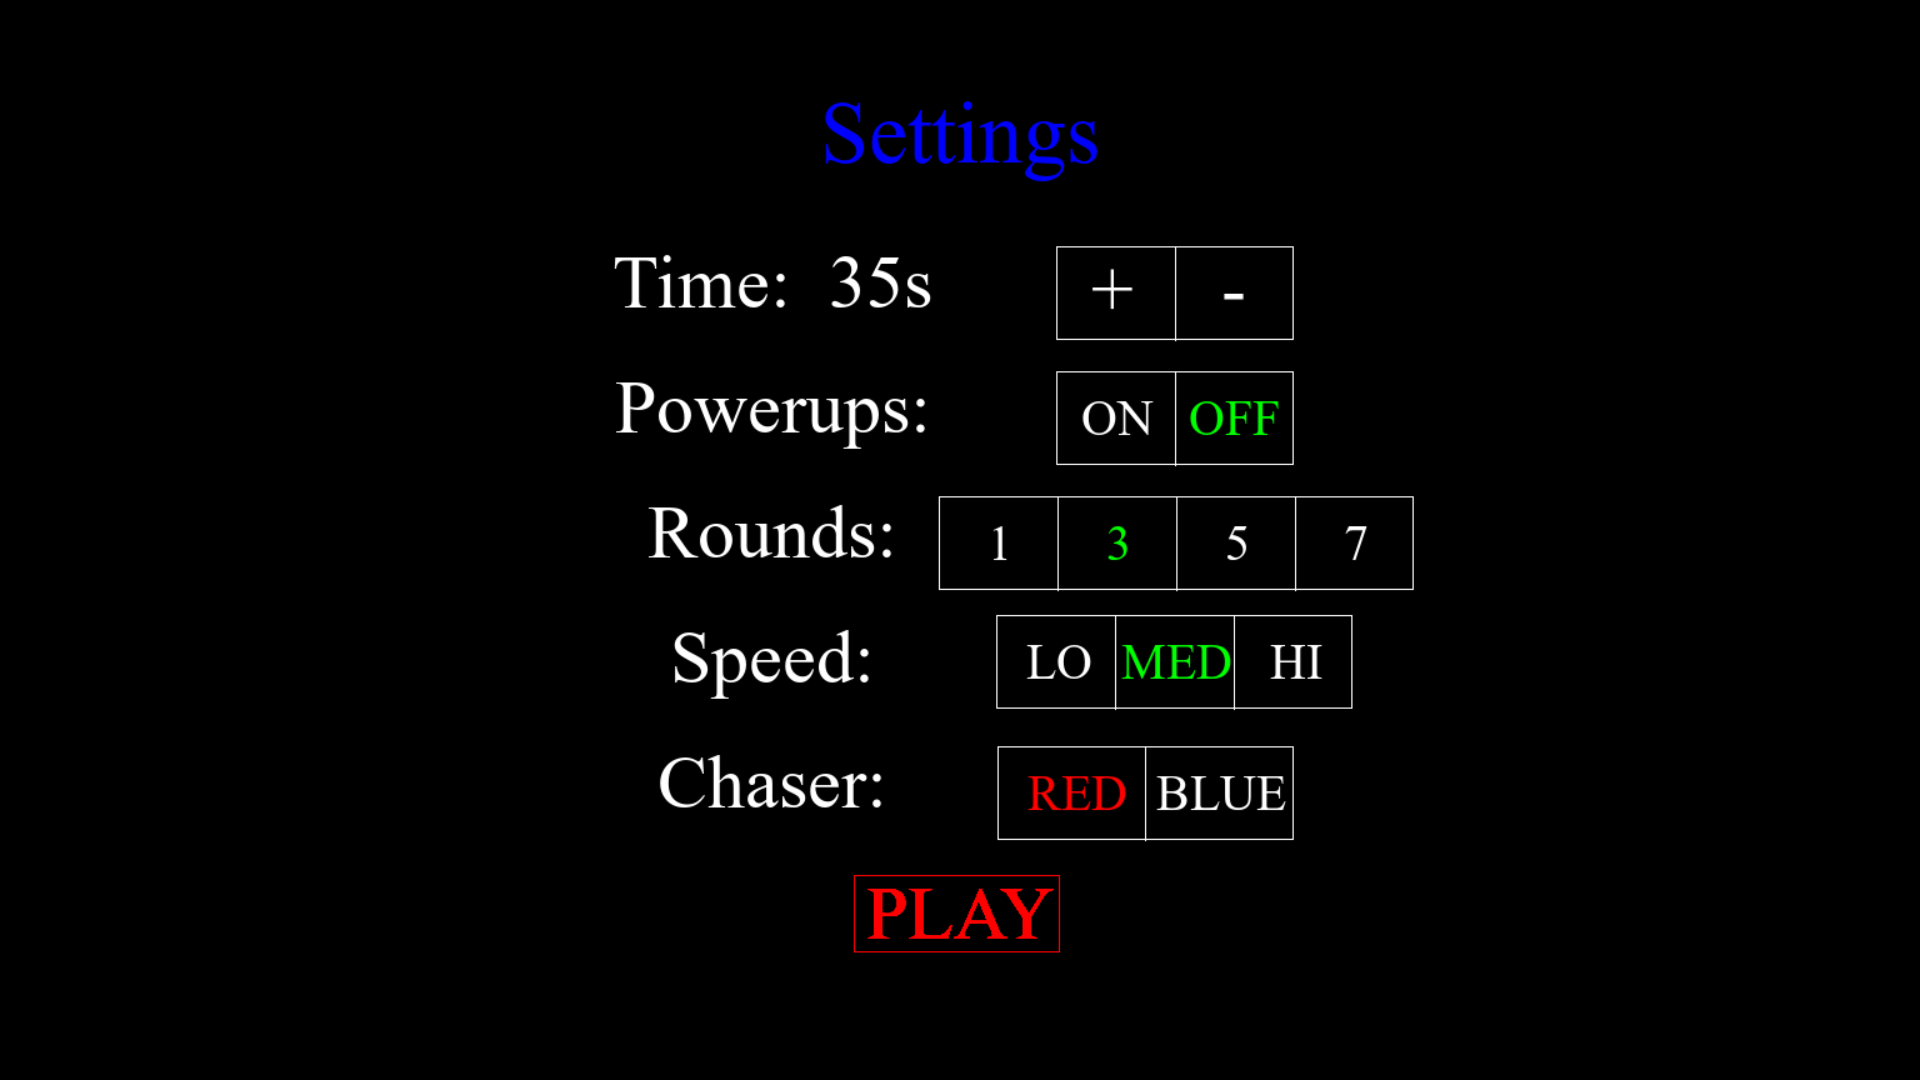 Settings
Time: 35s + -
Powerups: ON OFF
Rounds: 1 3 5 7
Speed: LO MED HI
Chaser: RED BLUE
PLAY